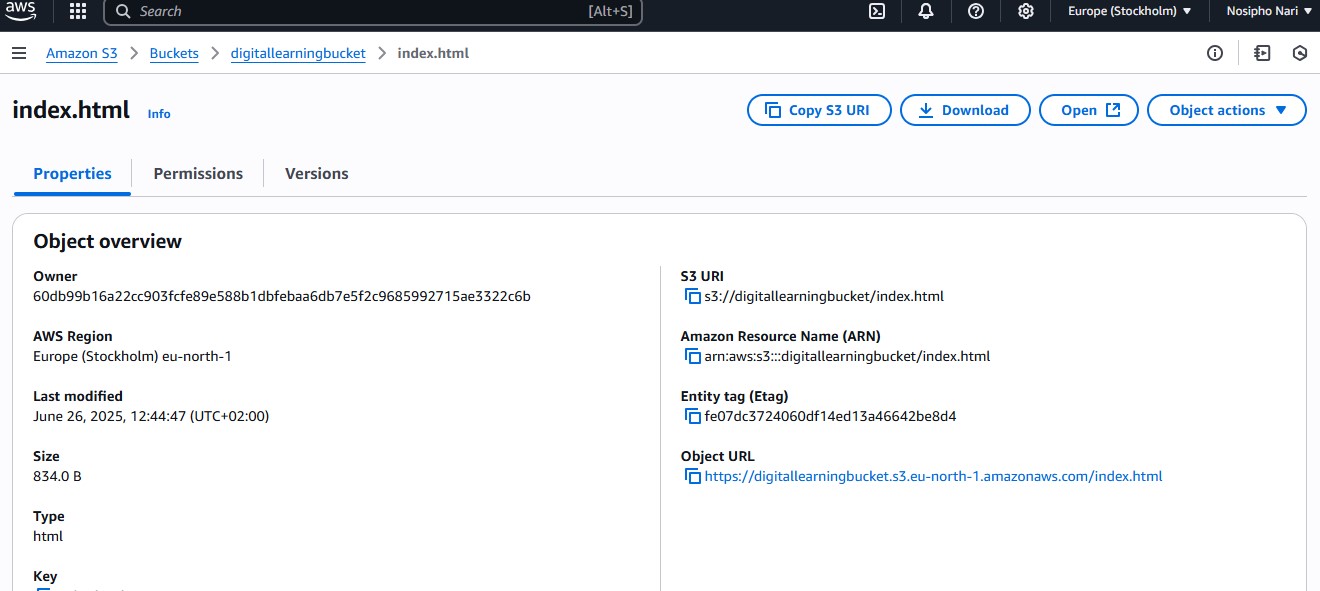 aws
Search [Alt+S]
Europe (Stockholm) ▼ Nosipho Nari ▼
Amazon S3 > Buckets > digitallearningbucket > index.html
index.html Info
Copy S3 URI Download Open Object actions ▼
Properties Permissions Versions
Object overview
Owner
60db99b16a22cc903fcfe89e588b1dbfebaa6db7e5f2c9685992715ae3322c6b
AWS Region
Europe (Stockholm) eu-north-1
Last modified
June 26, 2025, 12:44:47 (UTC+02:00)
Size
834.0 B
Type
html
Key
S3 URI
s3://digitallearningbucket/index.html
Amazon Resource Name (ARN)
arn:aws:s3:::digitallearningbucket/index.html
Entity tag (Etag)
fe07dc3724060df14ed13a46642be8d4
Object URL
https://digitallearningbucket.s3.eu-north-1.amazonaws.com/index.html